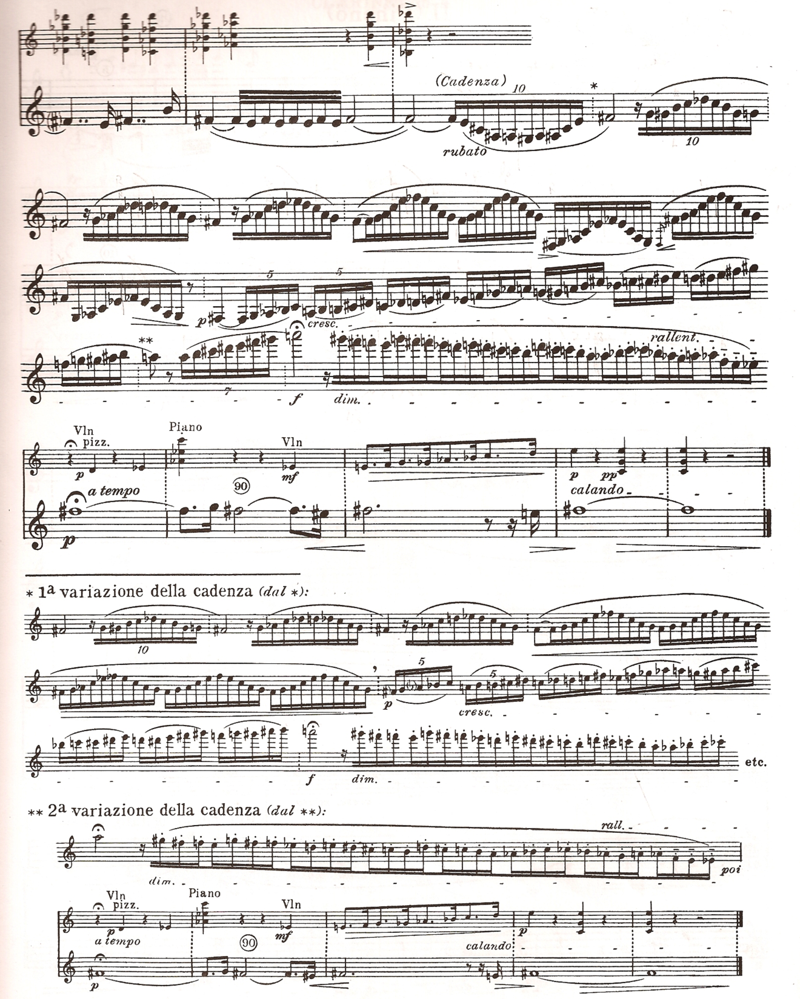 (Cadenza)
10
*
rubato
10
5
5
p
cresc.
**
rallent.
7
f
dim.
Vln
pizz.
Piano
Vln
p
mf
p
pp
a tempo
90
calando
p
* 1ª variazione della cadenza (dal *):
10
5
5
p
cresc.
f
dim.
etc.
** 2ª variazione della cadenza (dal **):
rall.
dim.
poi
Vln
pizz.
Piano
Vln
p
mf
p
a tempo
90
calando
p